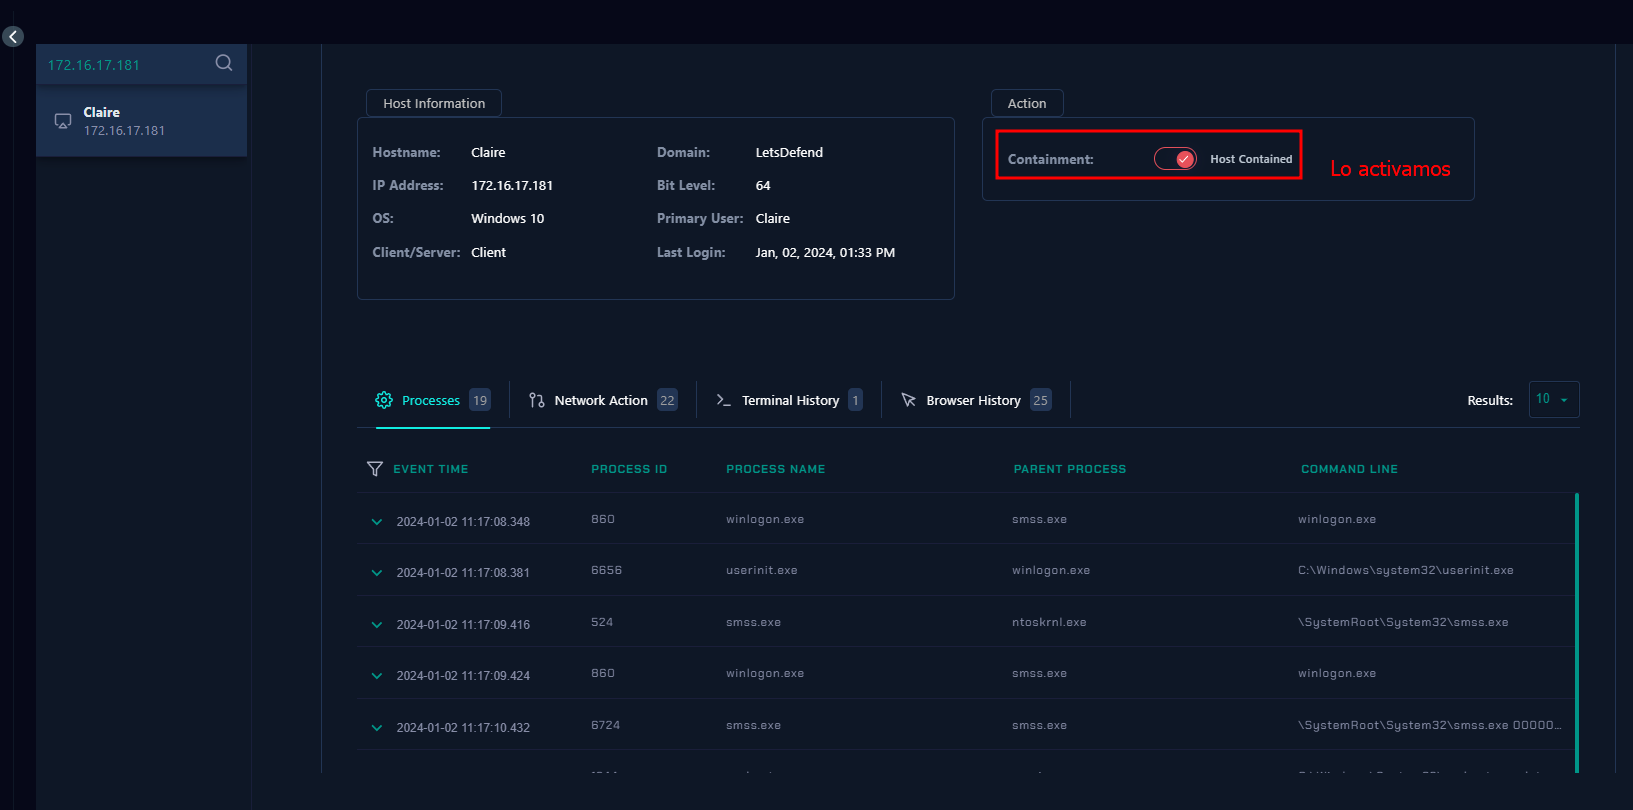 172.16.17.181
Claire
172.16.17.181
Host Information
Hostname: Claire Domain: LetsDefend
IP Address: 172.16.17.181 Bit Level: 64
OS: Windows 10 Primary User: Claire
Client/Server: Client Last Login: Jan, 02, 2024, 01:33 PM
Action
Containment: Host Contained
Lo activamos
Processes 19 Network Action 22 Terminal History 1 Browser History 25 Results: 10
EVENT TIME PROCESS ID PROCESS NAME PARENT PROCESS COMMAND LINE
2024-01-02 11:17:08.348 860 winlogon.exe smss.exe winlogon.exe
2024-01-02 11:17:08.381 6656 userinit.exe winlogon.exe C:\Windows\system32\userinit.exe
2024-01-02 11:17:09.416 524 smss.exe ntoskrnl.exe \SystemRoot\System32\smss.exe
2024-01-02 11:17:09.424 860 winlogon.exe smss.exe winlogon.exe
2024-01-02 11:17:10.432 6724 smss.exe smss.exe \SystemRoot\System32\smss.exe 00000...